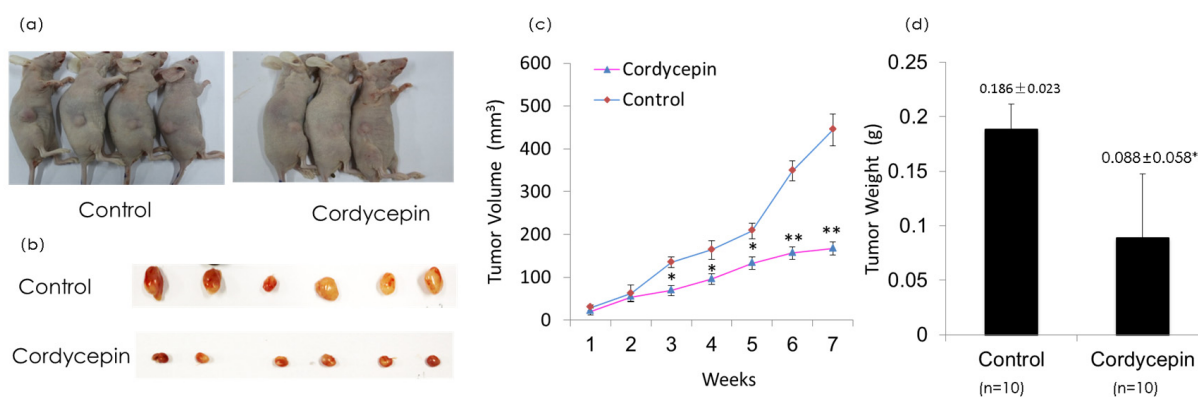 (a)
Control
Cordycepin
(b)
Control
Cordycepin
(c)
Tumor Volume (mm³)
600
500
400
300
200
100
0
Cordycepin
Control
*
*
*
**
**
1 2 3 4 5 6 7
Weeks
(d)
Tumor Weight (g)
0.25
0.2
0.15
0.1
0.05
0
0.186±0.023
0.088±0.058*
Control
(n=10)
Cordycepin
(n=10)